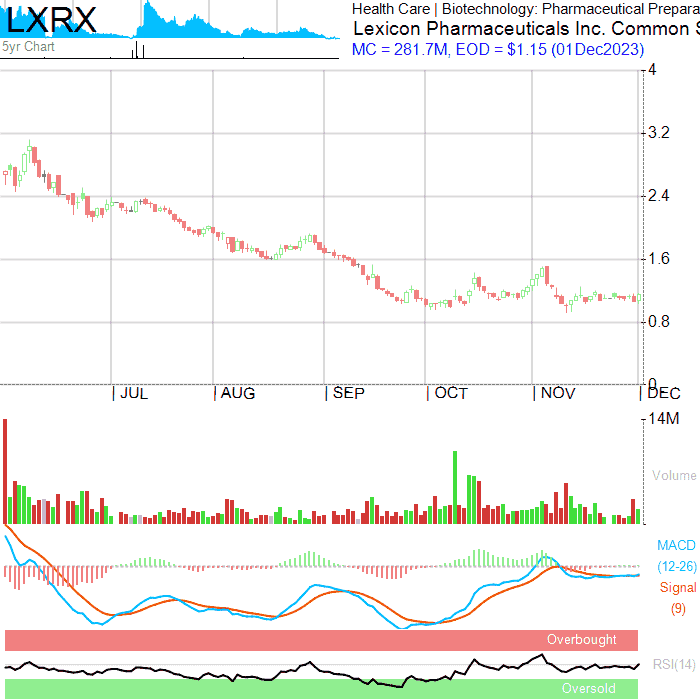 LXRX
5yr Chart
Health Care | Biotechnology: Pharmaceutical Prepara
Lexicon Pharmaceuticals Inc. Common S
MC = 281.7M, EOD = $1.15 (01Dec2023)
4
3.2
2.4
1.6
0.8
0
| JUL | AUG | SEP | OCT | NOV | DEC
14M
Volume
MACD
(12-26)
Signal
(9)
Overbought
RSI(14)
Oversold